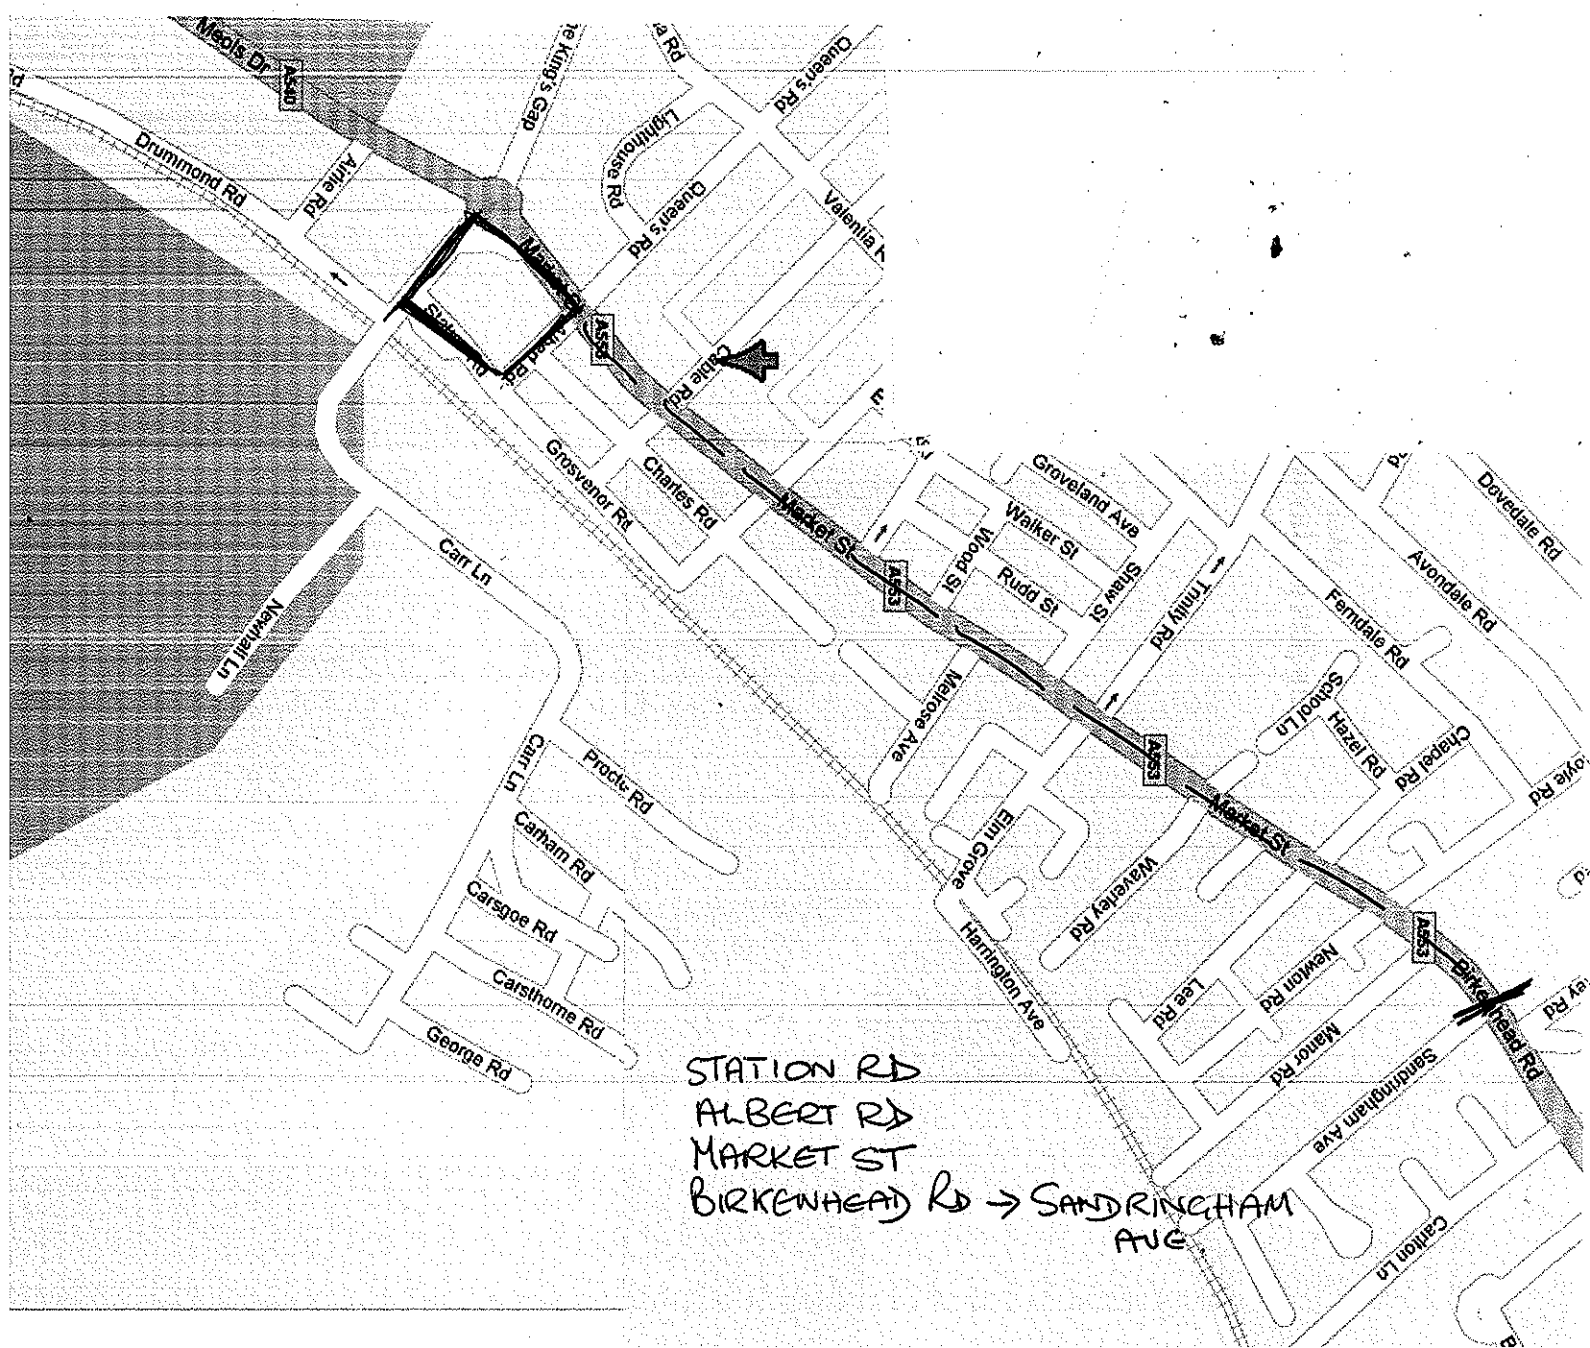 Meols Dr
A540
King's Gap
Rd
Queen's Rd
Lighthouse Rd
Drummond Rd
Airlie Rd
Queen's Rd
Valentia
Market St
Albert Rd
A553
Cable Rd
Grosvenor Rd
Charles Rd
Market St
A553
Groveland Ave
Walker St
Wood St
Rudd St
Shaw St
Trinity Rd
Dovedale Rd
Avondale Rd
Ferndale Rd
Carr Ln
Newhall Ln
Melrose Ave
School Ln
Hazel Rd
Chapel Rd
A553
Market St
Carr Ln
Proctor Rd
Carham Rd
Carsgoe Rd
Carsthorne Rd
George Rd
Elm Grove
Waverley Rd
Harrington Ave
A553
Birkenhead Rd
Lee Rd
Newton Rd
Manor Rd
Sandringham Ave
Carlton Ln
STATION RD
ALBERT RD
MARKET ST
BIRKENHEAD RD → SANDRINGHAM
AVE